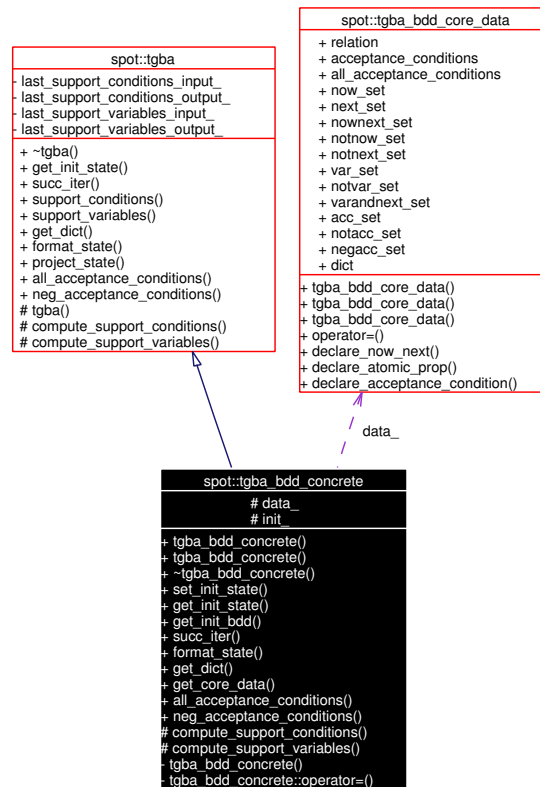 spot::tgba
- last_support_conditions_input_
- last_support_conditions_output_
- last_support_variables_input_
- last_support_variables_output_
+ ~tgba()
+ get_init_state()
+ succ_iter()
+ support_conditions()
+ support_variables()
+ get_dict()
+ format_state()
+ project_state()
+ all_acceptance_conditions()
+ neg_acceptance_conditions()
# tgba()
# compute_support_conditions()
# compute_support_variables()
spot::tgba_bdd_core_data
+ relation
+ acceptance_conditions
+ all_acceptance_conditions
+ now_set
+ next_set
+ nownext_set
+ notnow_set
+ notnext_set
+ var_set
+ notvar_set
+ varandnext_set
+ acc_set
+ notacc_set
+ negacc_set
+ dict
+ tgba_bdd_core_data()
+ tgba_bdd_core_data()
+ tgba_bdd_core_data()
+ operator=()
+ declare_now_next()
+ declare_atomic_prop()
+ declare_acceptance_condition()
data_
spot::tgba_bdd_concrete
# data_
# init_
+ tgba_bdd_concrete()
+ tgba_bdd_concrete()
+ ~tgba_bdd_concrete()
+ set_init_state()
+ get_init_state()
+ get_init_bdd()
+ succ_iter()
+ format_state()
+ get_dict()
+ get_core_data()
+ all_acceptance_conditions()
+ neg_acceptance_conditions()
# compute_support_conditions()
# compute_support_variables()
- tgba_bdd_concrete()
- tgba_bdd_concrete::operator=()